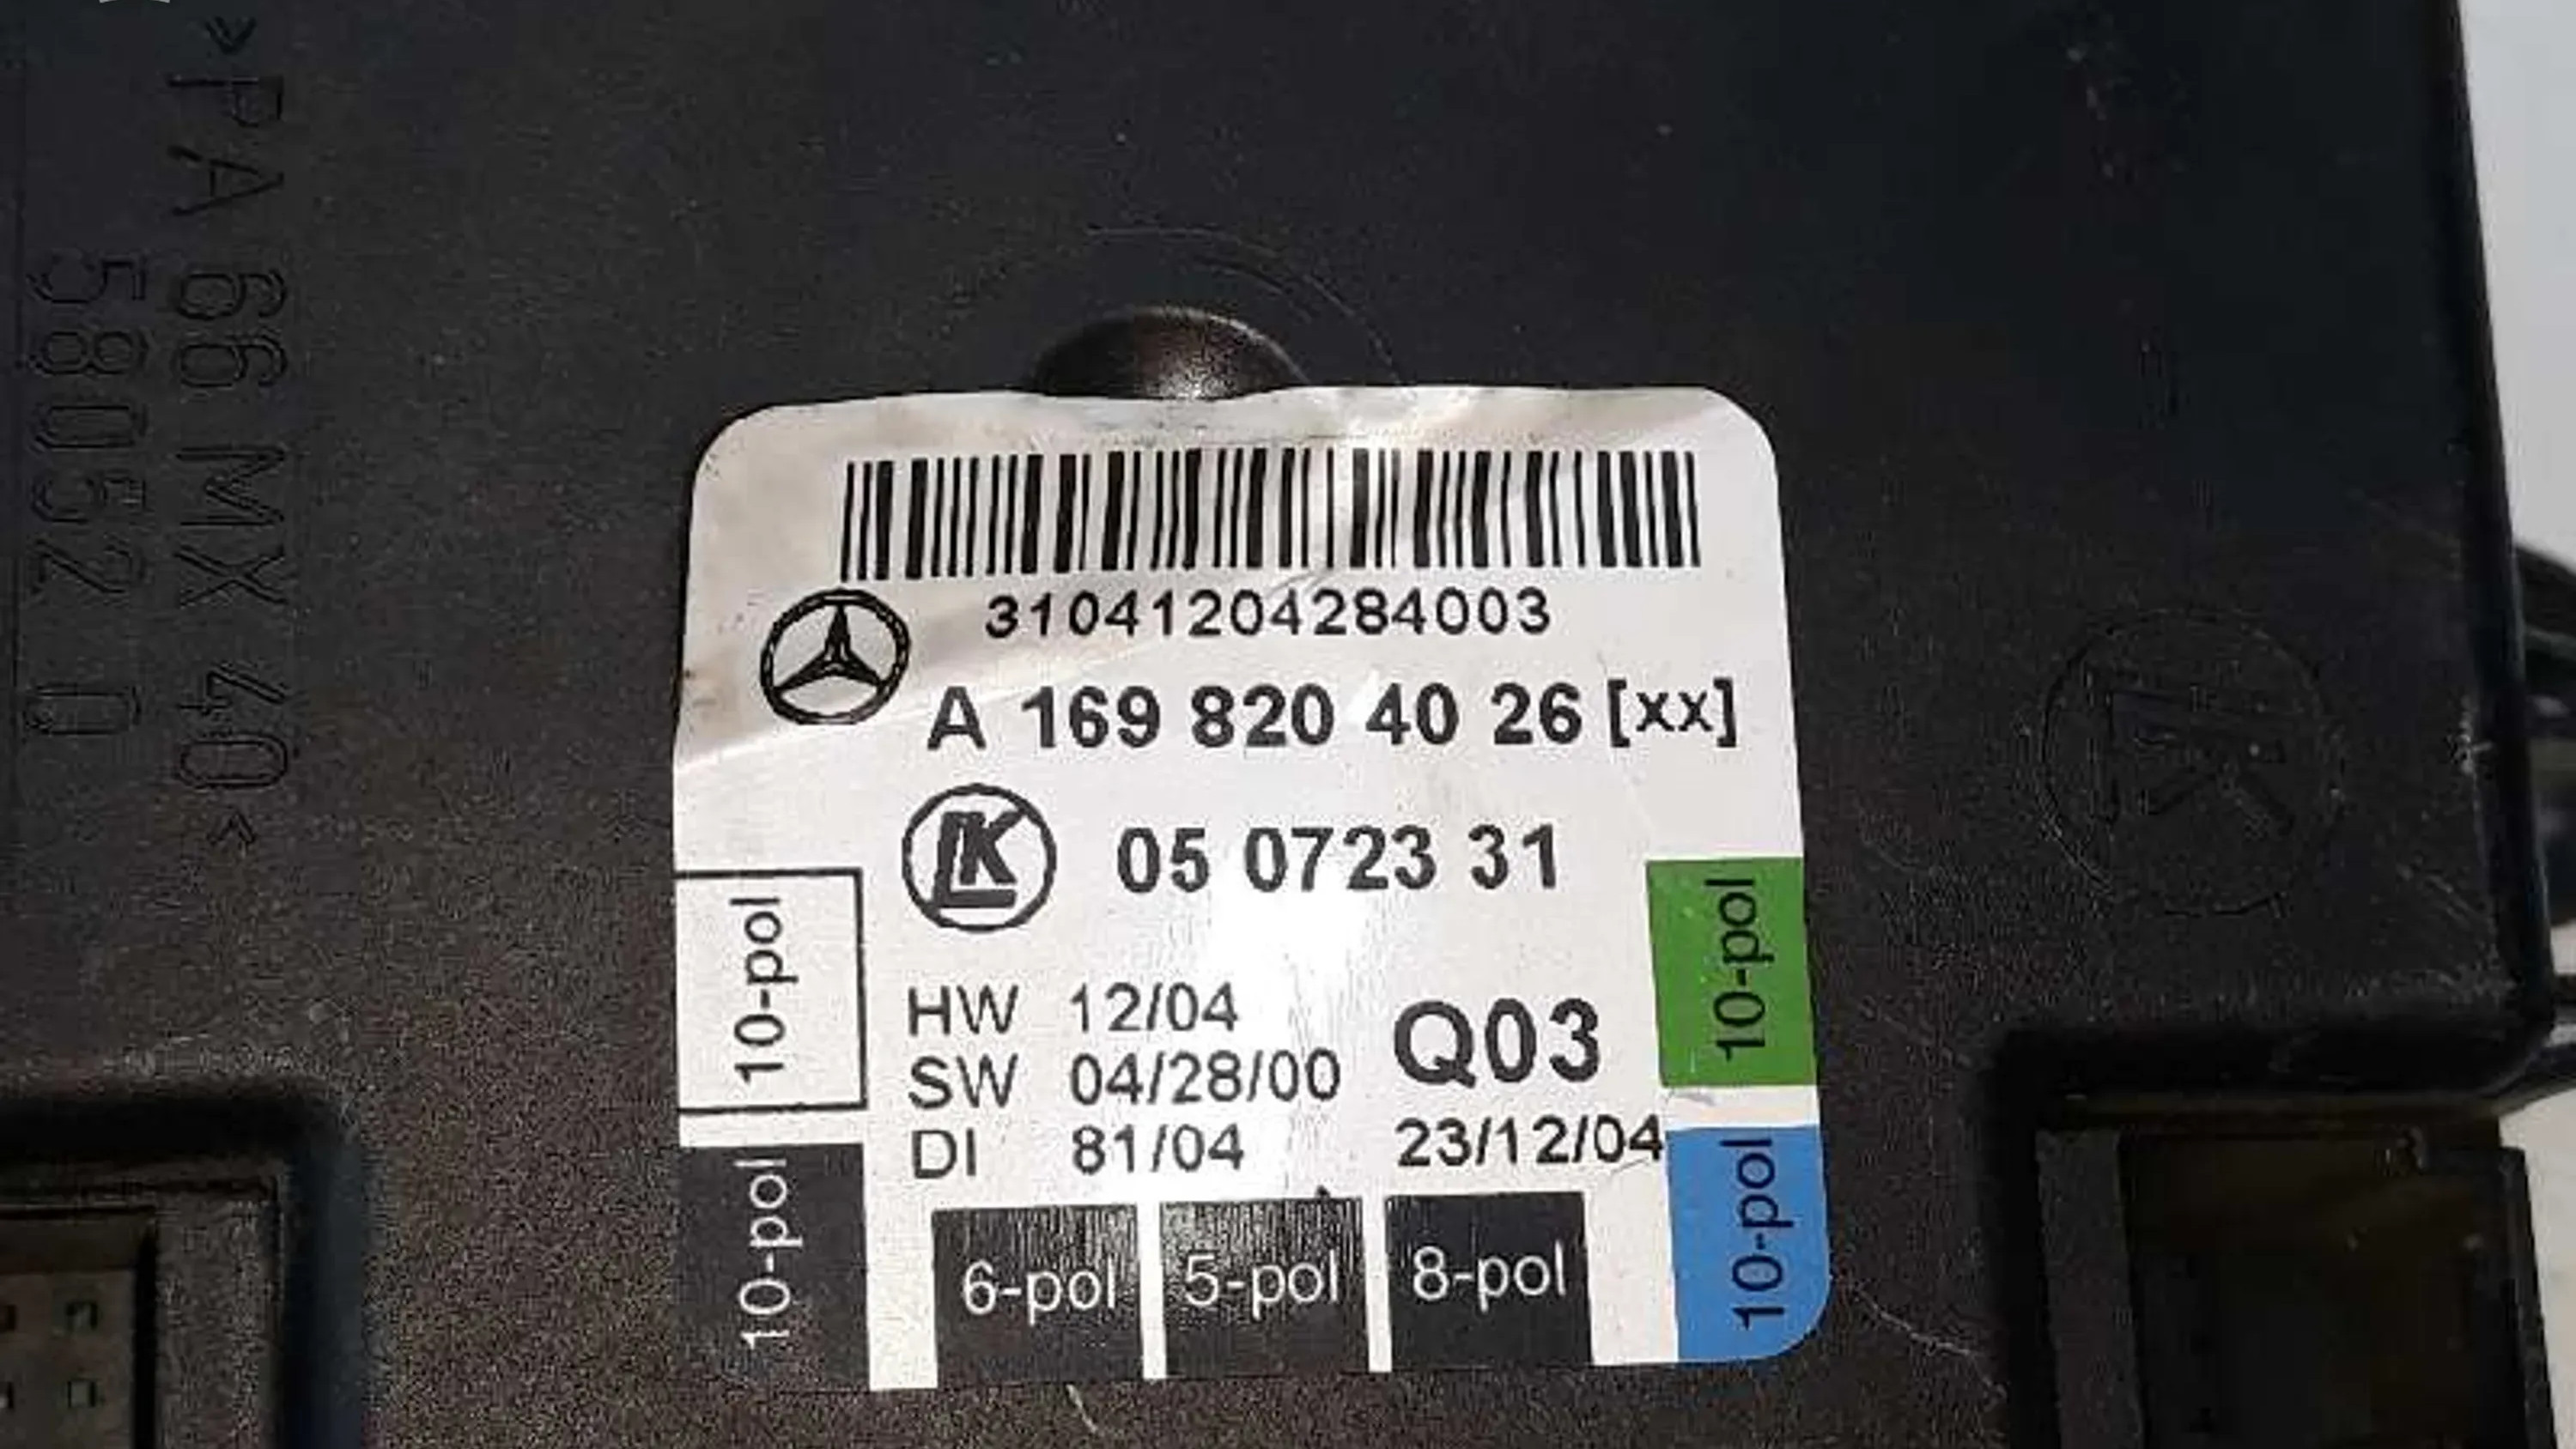 >PA 66 MX 40<
58052 0
31041204284003
A 169 820 40 26 [xx]
LK 05 0723 31
HW 12/04
SW 04/28/00 Q03
DI 81/04 23/12/04
10-pol
10-pol
6-pol 5-pol 8-pol
10-pol
10-pol
LK